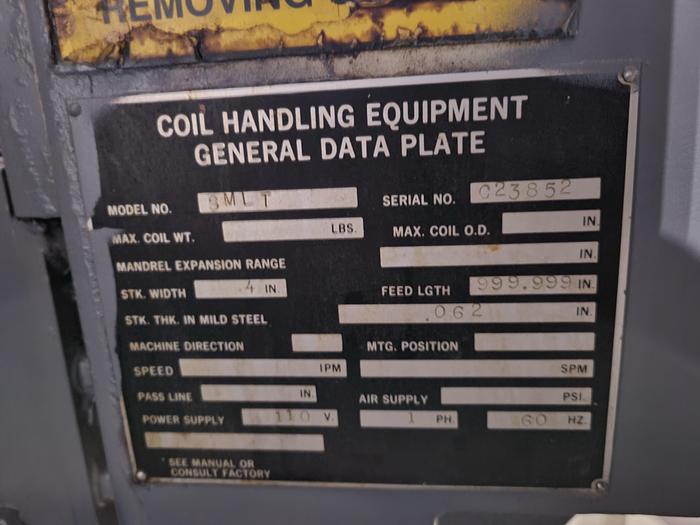 REMOVING
COIL HANDLING EQUIPMENT
GENERAL DATA PLATE
MODEL NO. SMLT SERIAL NO. C23852
MAX. COIL WT. LBS. MAX. COIL O.D. IN.
MANDREL EXPANSION RANGE IN.
STK. WIDTH .4 IN. FEED LGTH 999.999 IN.
STK. THK. IN MILD STEEL .062 IN.
MACHINE DIRECTION MTG. POSITION
SPEED IPM SPM
PASS LINE IN. AIR SUPPLY PSI.
POWER SUPPLY 110 V. 1 PH. 60 HZ.
SEE MANUAL OR
CONSULT FACTORY